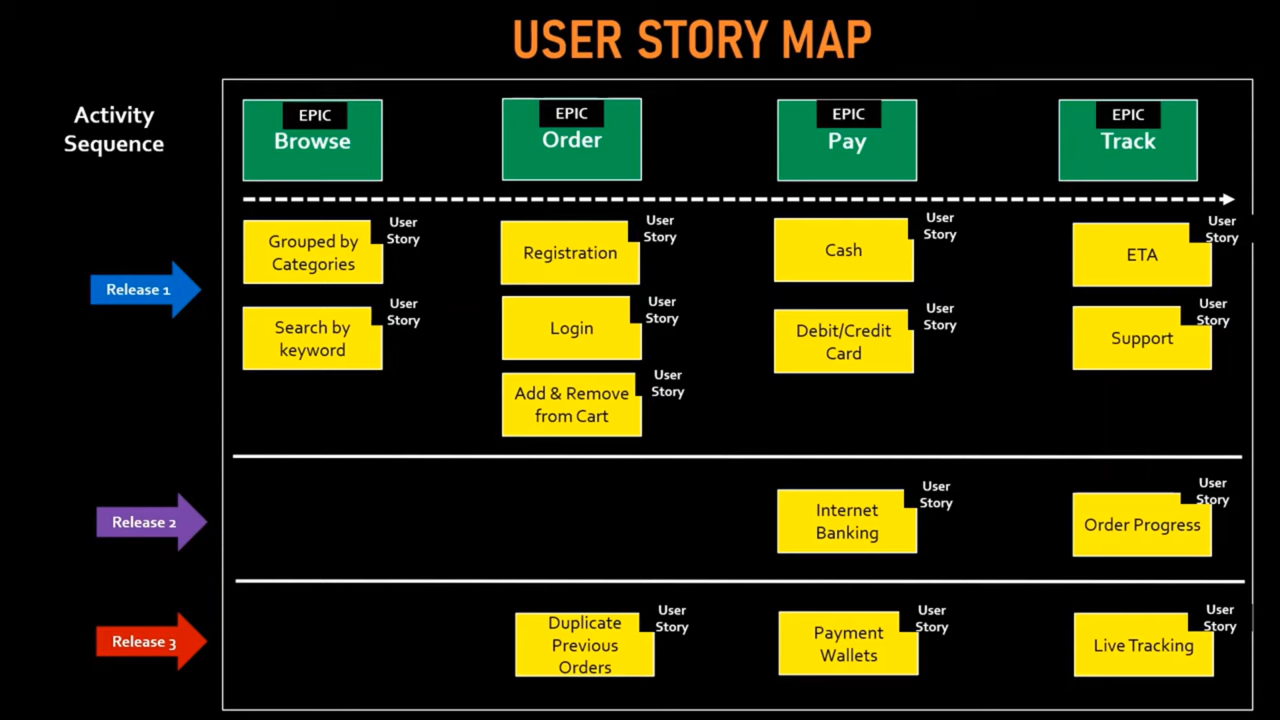 USER STORY MAP
Activity
Sequence
EPIC
Browse
EPIC
Order
EPIC
Pay
EPIC
Track
Release 1
Grouped by
Categories
User
Story
Registration
User
Story
Cash
User
Story
ETA
User
Story
Search by
keyword
User
Story
Login
User
Story
Debit/Credit
Card
User
Story
Support
User
Story
Add & Remove
from Cart
User
Story
Release 2
Internet
Banking
User
Story
Order Progress
User
Story
Release 3
Duplicate
Previous
Orders
User
Story
Payment
Wallets
User
Story
Live Tracking
User
Story